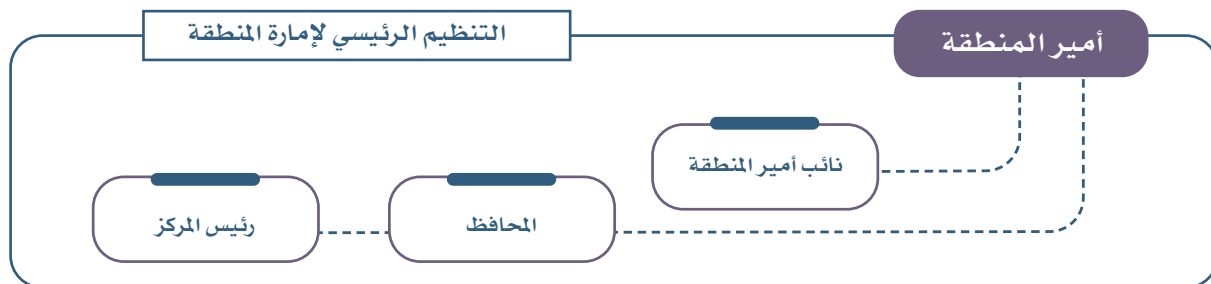 أمير المنطقة
التنظيم الرئيسي لإمارة المنطقة
نائب أمير المنطقة
المحافظ
رئيس المركز